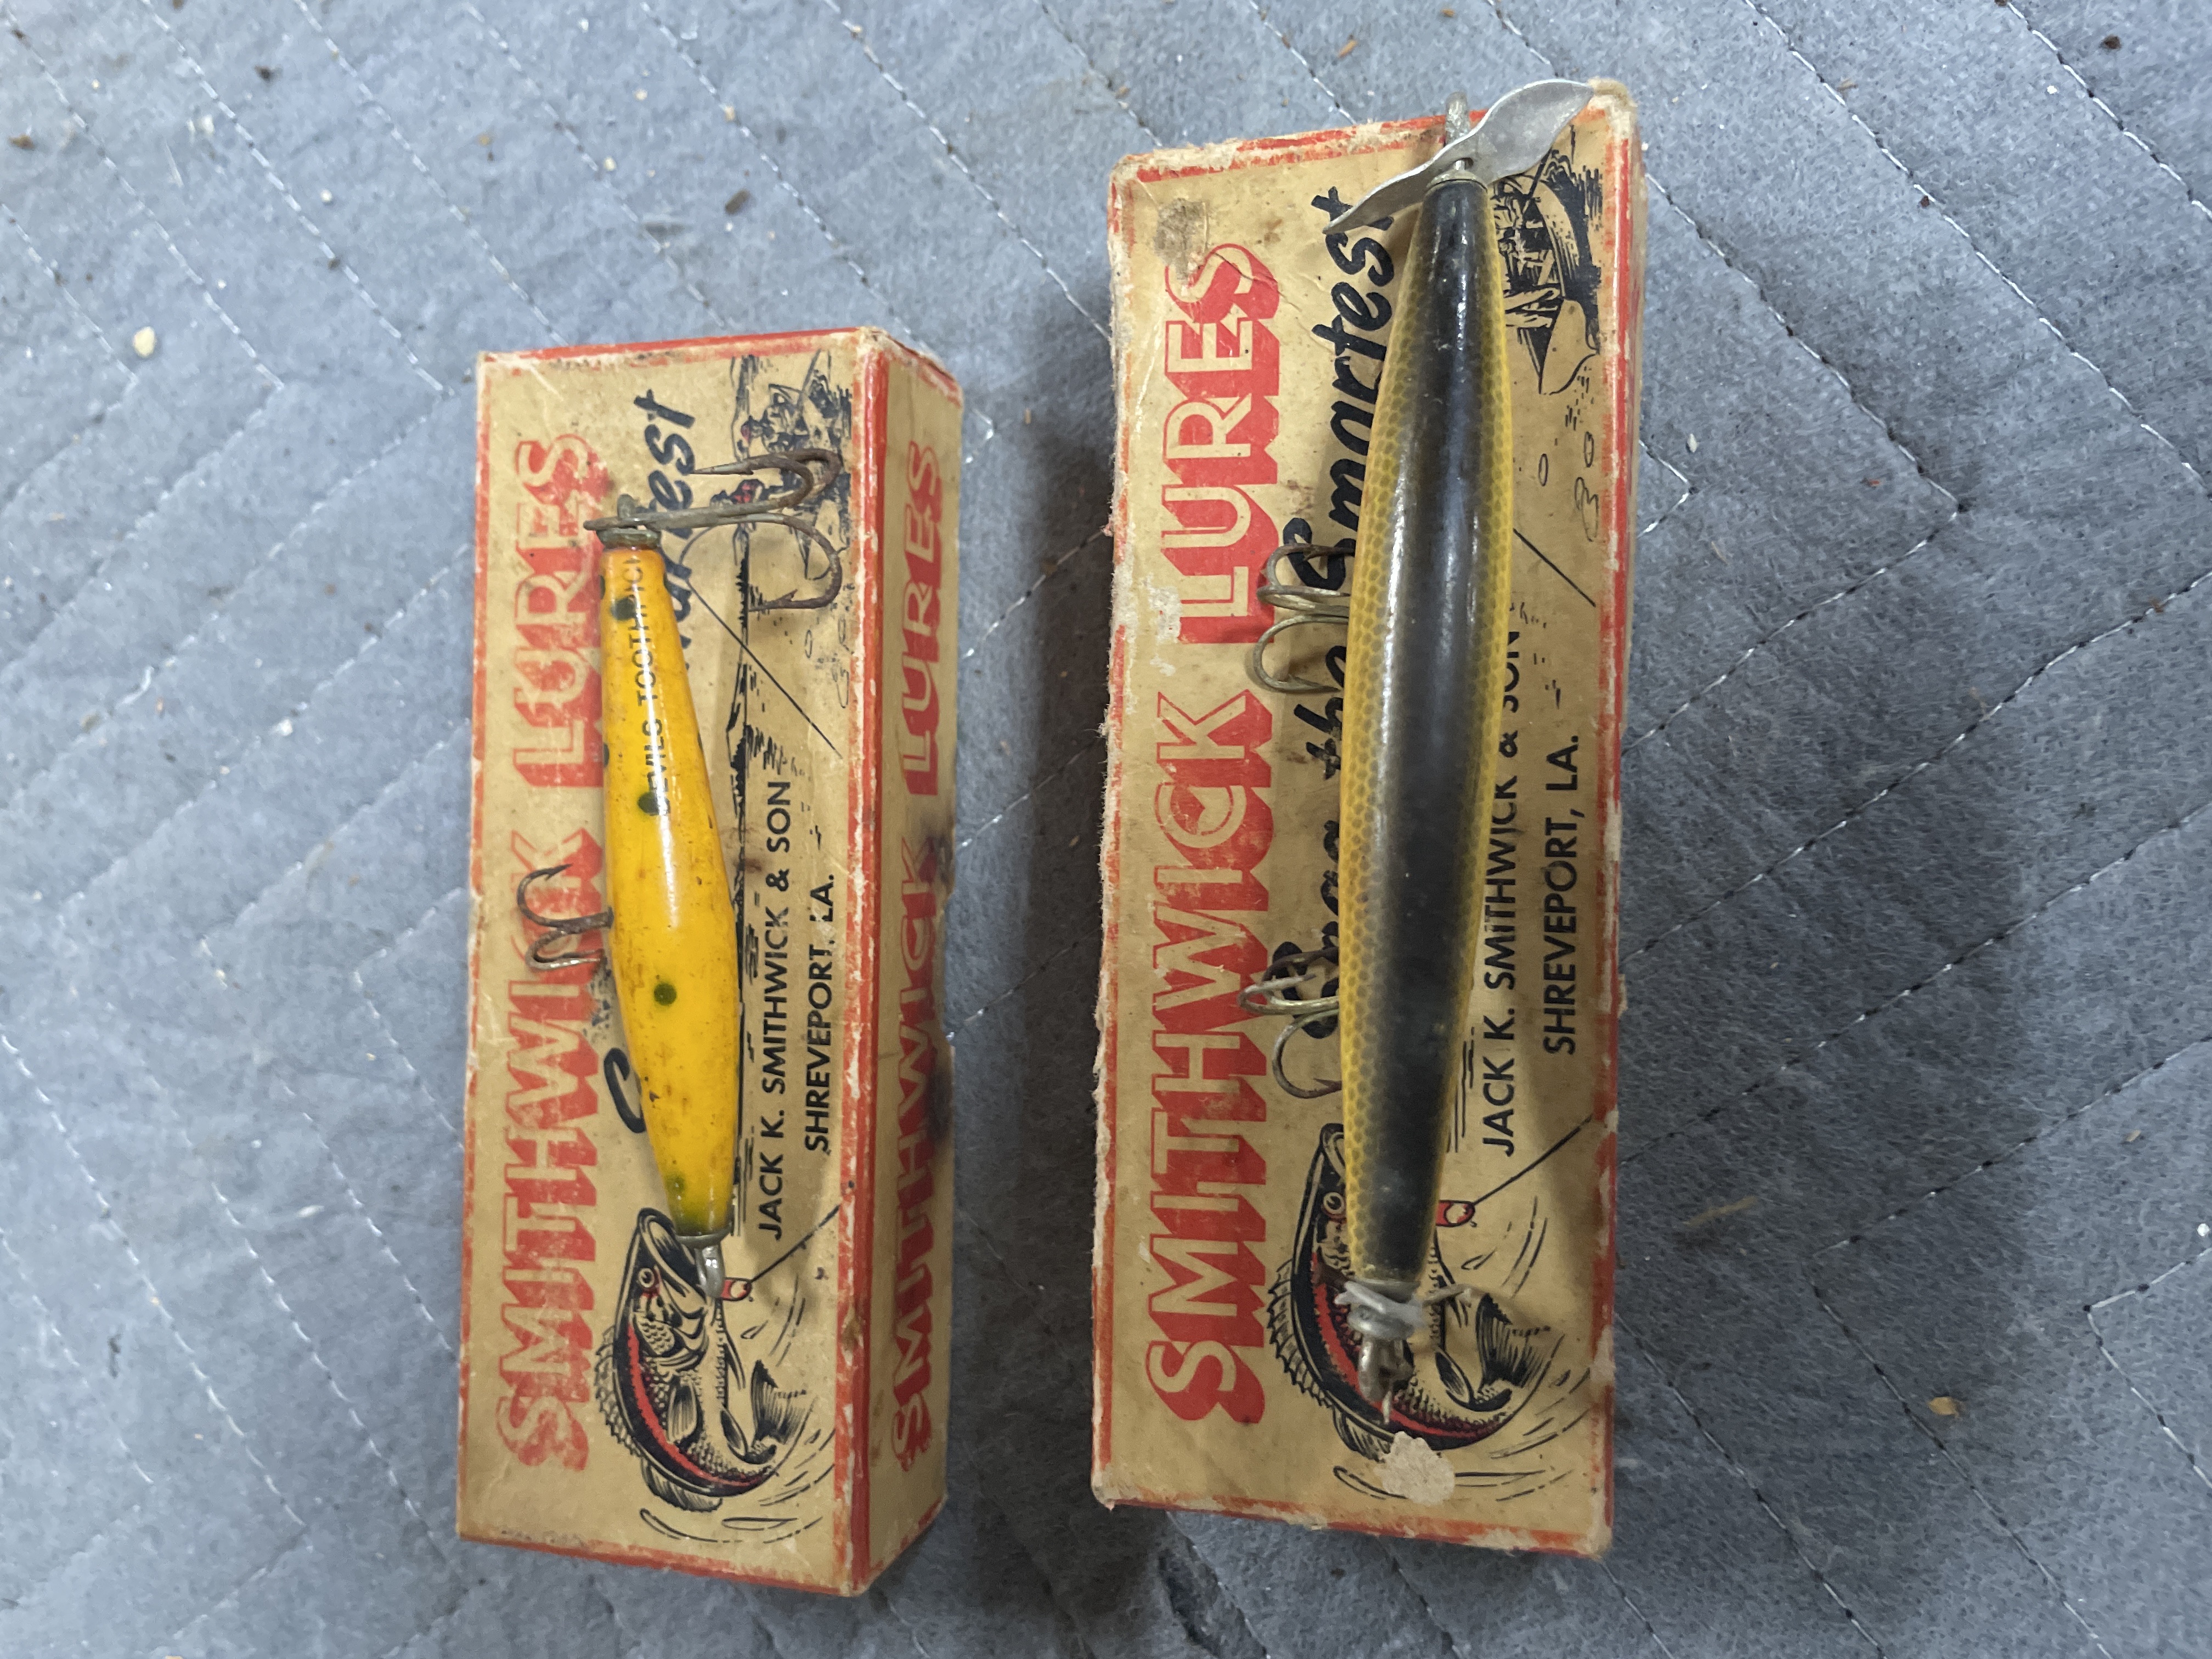 SMITHWICK LURES
JACK K. SMITHWICK & SON
SHREVEPORT, LA.
SMITHWICK LURES
SMITHWICK LURES
the Smartest
JACK K. SMITHWICK & SON
SHREVEPORT, LA.